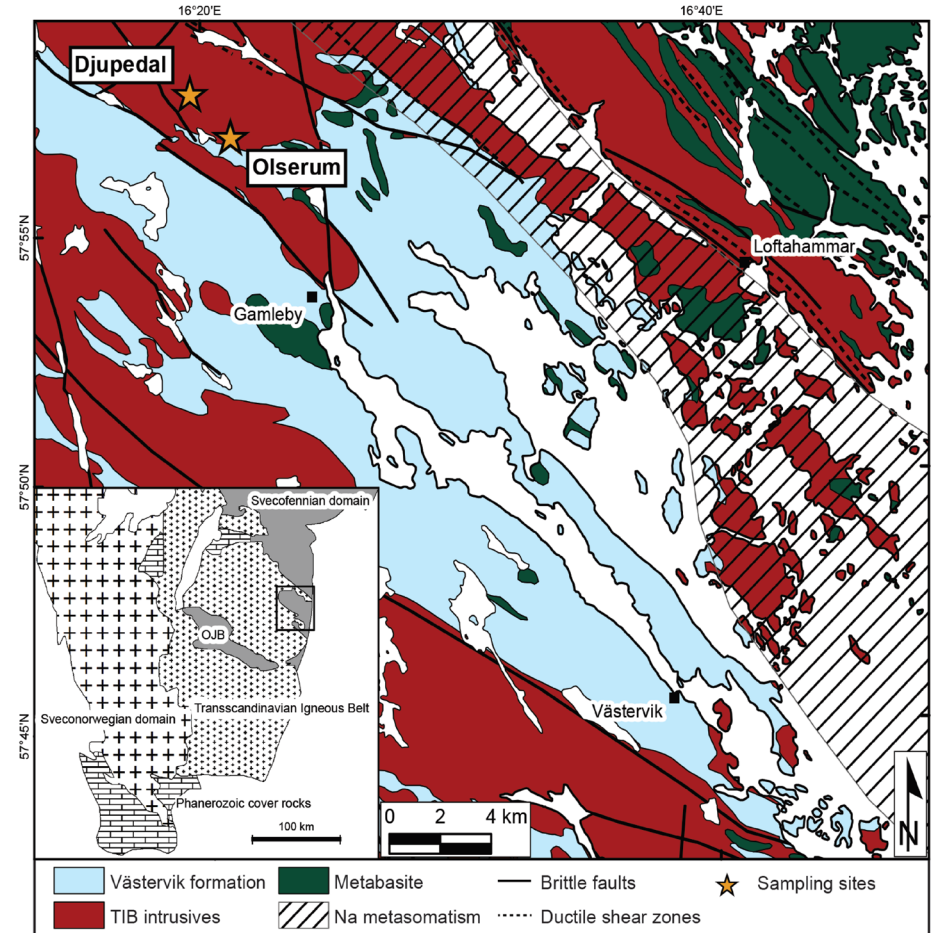 16°20'E
16°40'E
Djupedal
Olserum
57°55'N
Loftahammar
Gamleby
57°50'N
Svecofennian domain
OJB
Sveconorwegian domain
Transscandinavian Igneous Belt
Västervik
57°45'N
Phanerozoic cover rocks
100 km
0 2 4 km
N
Västervik formation
Metabasite
Brittle faults
Sampling sites
TIB intrusives
Na metasomatism
Ductile shear zones